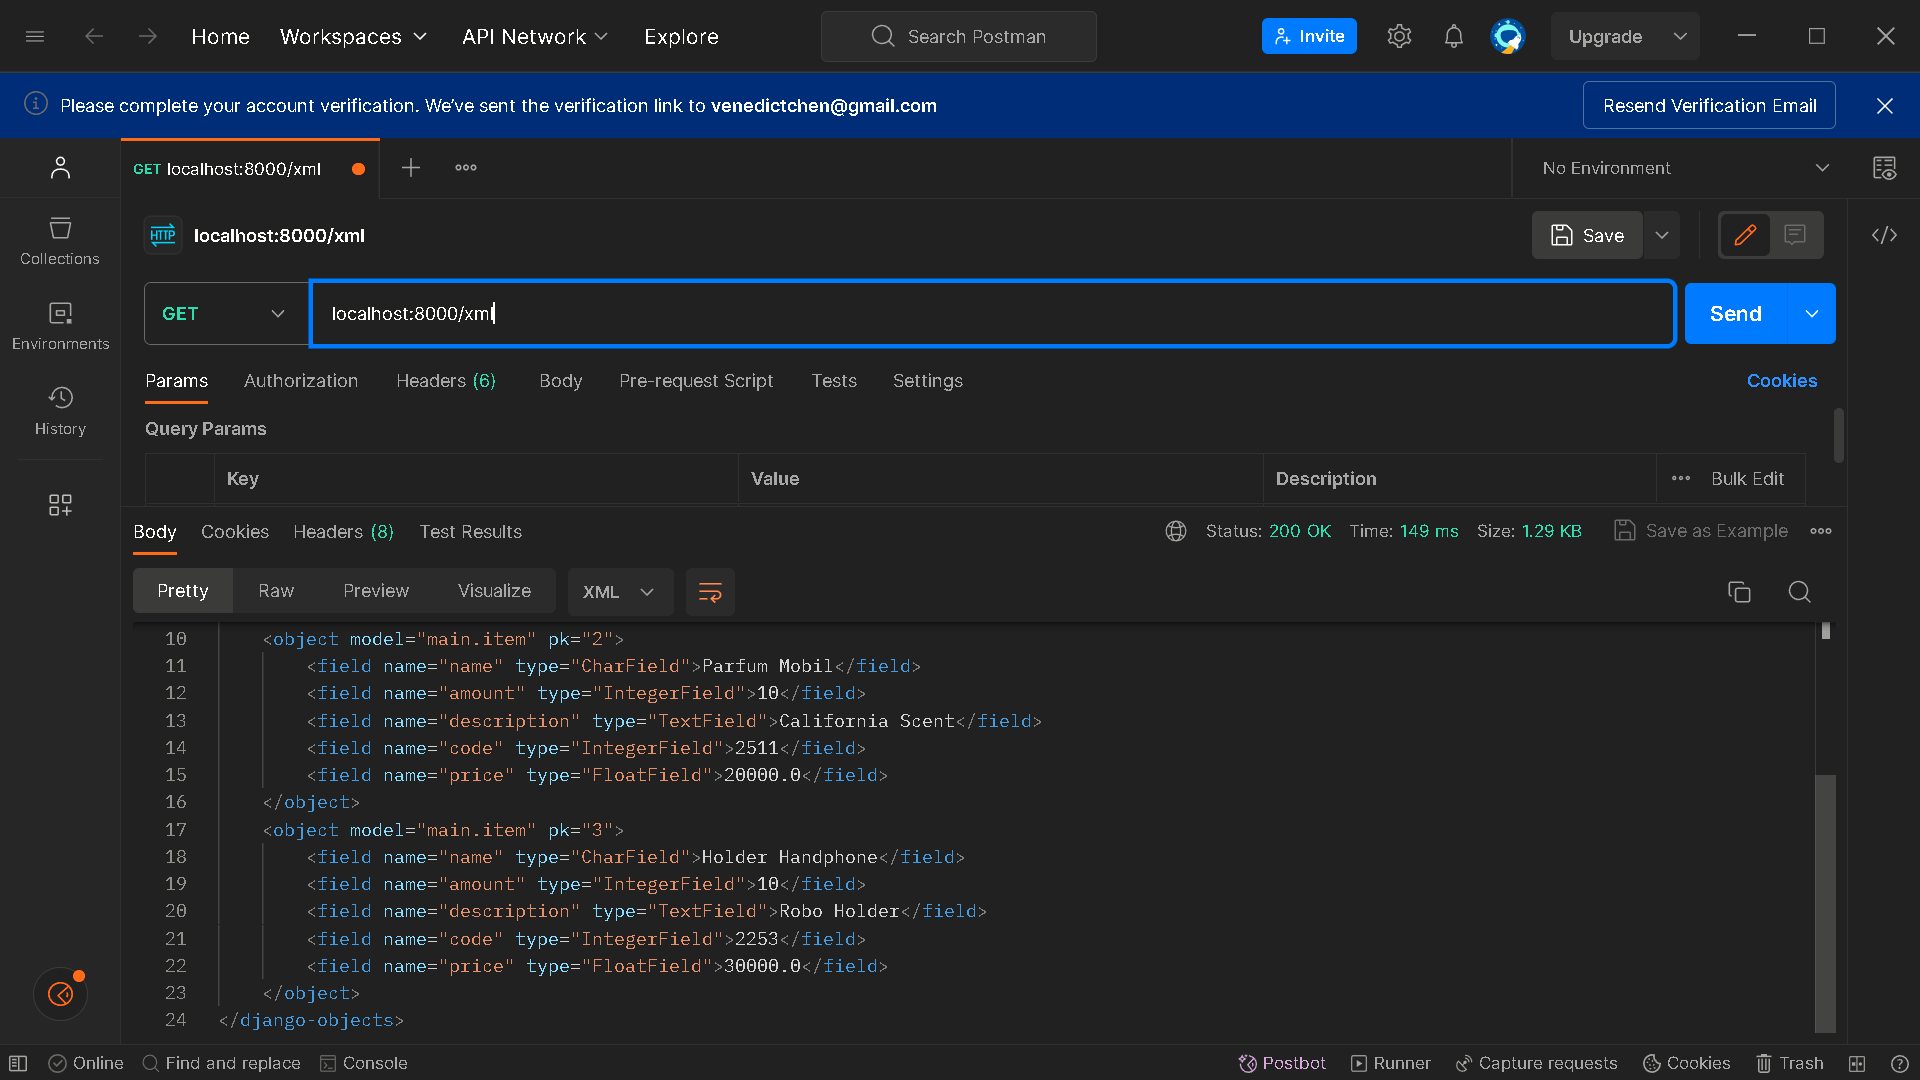 Home Workspaces API Network Explore Search Postman Invite Upgrade
Please complete your account verification. We’ve sent the verification link to venedictchen@gmail.com Resend Verification Email
GET localhost:8000/xml No Environment
HTTP localhost:8000/xml Save
Collections
GET localhost:8000/xml Send
Environments
Params Authorization Headers (6) Body Pre-request Script Tests Settings Cookies
History
Query Params
Key Value Description Bulk Edit
Body Cookies Headers (8) Test Results Status: 200 OK Time: 149 ms Size: 1.29 KB Save as Example
Pretty Raw Preview Visualize XML
10 <object model="main.item" pk="2">
11 <field name="name" type="CharField">Parfum Mobil</field>
12 <field name="amount" type="IntegerField">10</field>
13 <field name="description" type="TextField">California Scent</field>
14 <field name="code" type="IntegerField">2511</field>
15 <field name="price" type="FloatField">20000.0</field>
16 </object>
17 <object model="main.item" pk="3">
18 <field name="name" type="CharField">Holder Handphone</field>
19 <field name="amount" type="IntegerField">10</field>
20 <field name="description" type="TextField">Robo Holder</field>
21 <field name="code" type="IntegerField">2253</field>
22 <field name="price" type="FloatField">30000.0</field>
23 </object>
24 </django-objects>
Online Find and replace Console Postbot Runner Capture requests Cookies Trash